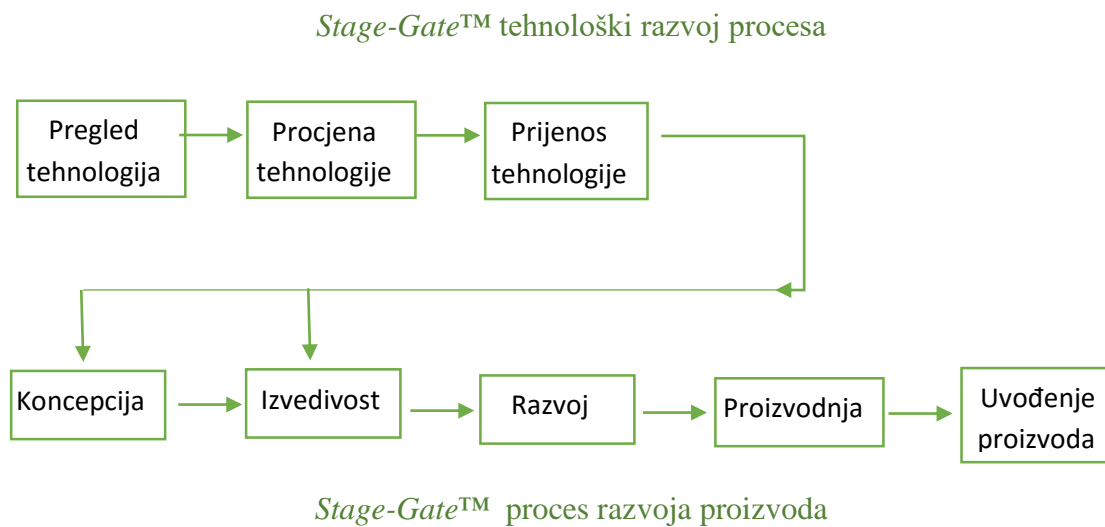 Stage-Gate™ tehnološki razvoj procesa
Pregled
tehnologija
Procjena
tehnologije
Prijenos
tehnologije
Koncepcija
Izvedivost
Razvoj
Proizvodnja
Uvođenje
proizvoda
Stage-Gate™ proces razvoja proizvoda